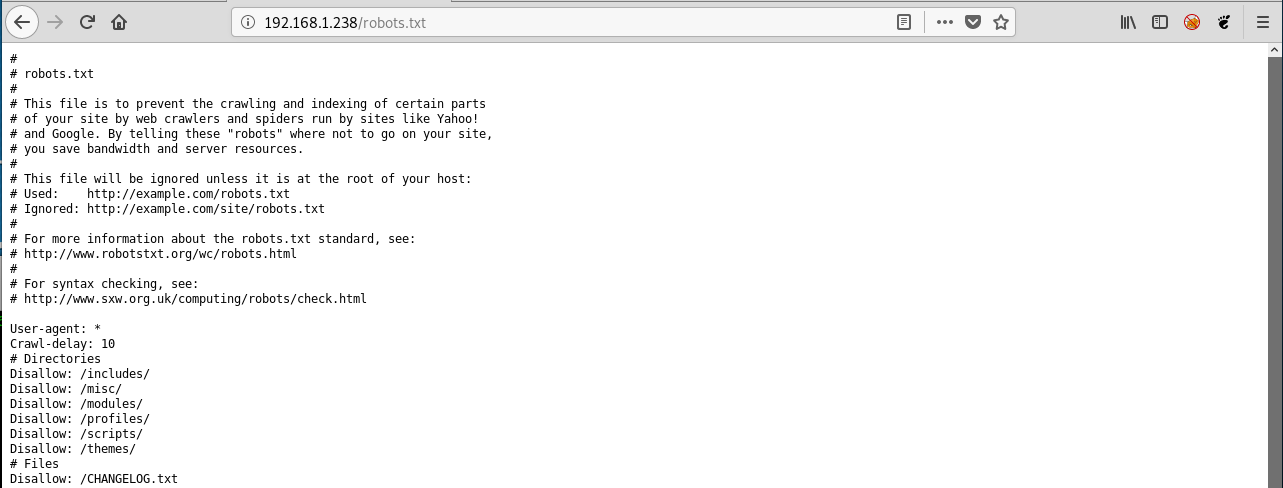 192.168.1.238/robots.txt
#
# robots.txt
#
# This file is to prevent the crawling and indexing of certain parts
# of your site by web crawlers and spiders run by sites like Yahoo!
# and Google. By telling these "robots" where not to go on your site,
# you save bandwidth and server resources.
#
# This file will be ignored unless it is at the root of your host:
# Used:    http://example.com/robots.txt
# Ignored: http://example.com/site/robots.txt
#
# For more information about the robots.txt standard, see:
# http://www.robotstxt.org/wc/robots.html
#
# For syntax checking, see:
# http://www.sxw.org.uk/computing/robots/check.html

User-agent: *
Crawl-delay: 10
# Directories
Disallow: /includes/
Disallow: /misc/
Disallow: /modules/
Disallow: /profiles/
Disallow: /scripts/
Disallow: /themes/
# Files
Disallow: /CHANGELOG.txt